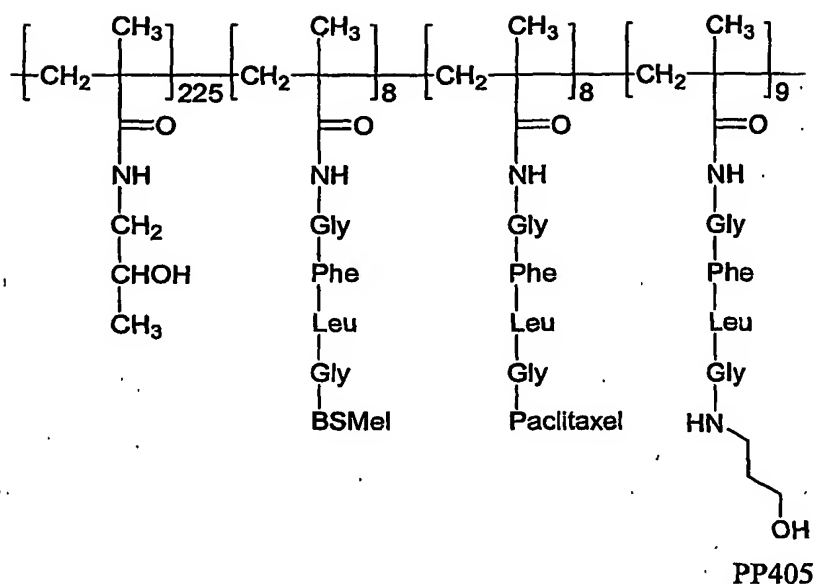 CH₃ CH₃ CH₃ CH₃
CH₂ 225 CH₂ 8 CH₂ 8 CH₂ 9
O O O O
NH NH NH NH
CH₂ Gly Gly Gly
CHOH Phe Phe Phe
CH₃ Leu Leu Leu
Gly Gly Gly
BSMel Paclitaxel HN
OH
PP405